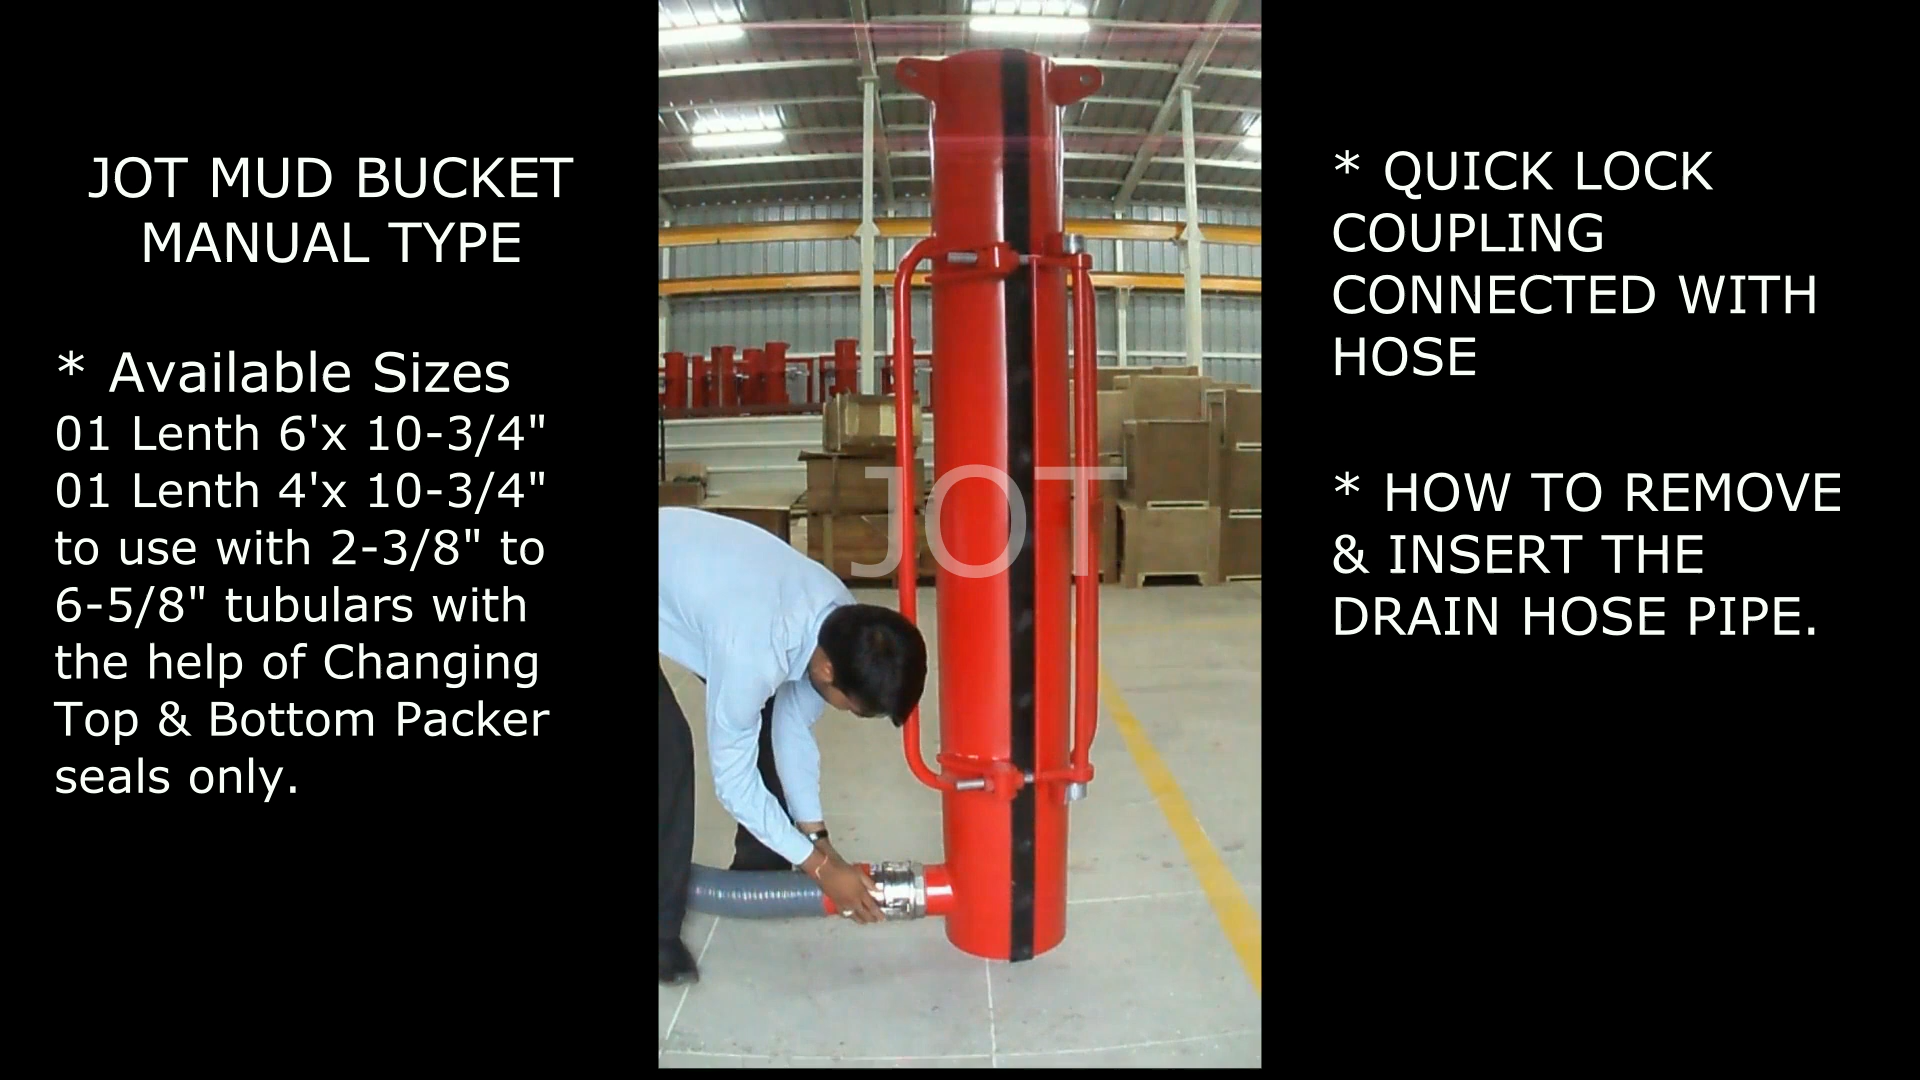 JOT MUD BUCKET
MANUAL TYPE
* Available Sizes
01 Lenth 6'x 10-3/4"
01 Lenth 4'x 10-3/4"
to use with 2-3/8" to
6-5/8" tubulars with
the help of Changing
Top & Bottom Packer
seals only.
JOT
* QUICK LOCK
COUPLING
CONNECTED WITH
HOSE
* HOW TO REMOVE
& INSERT THE
DRAIN HOSE PIPE.